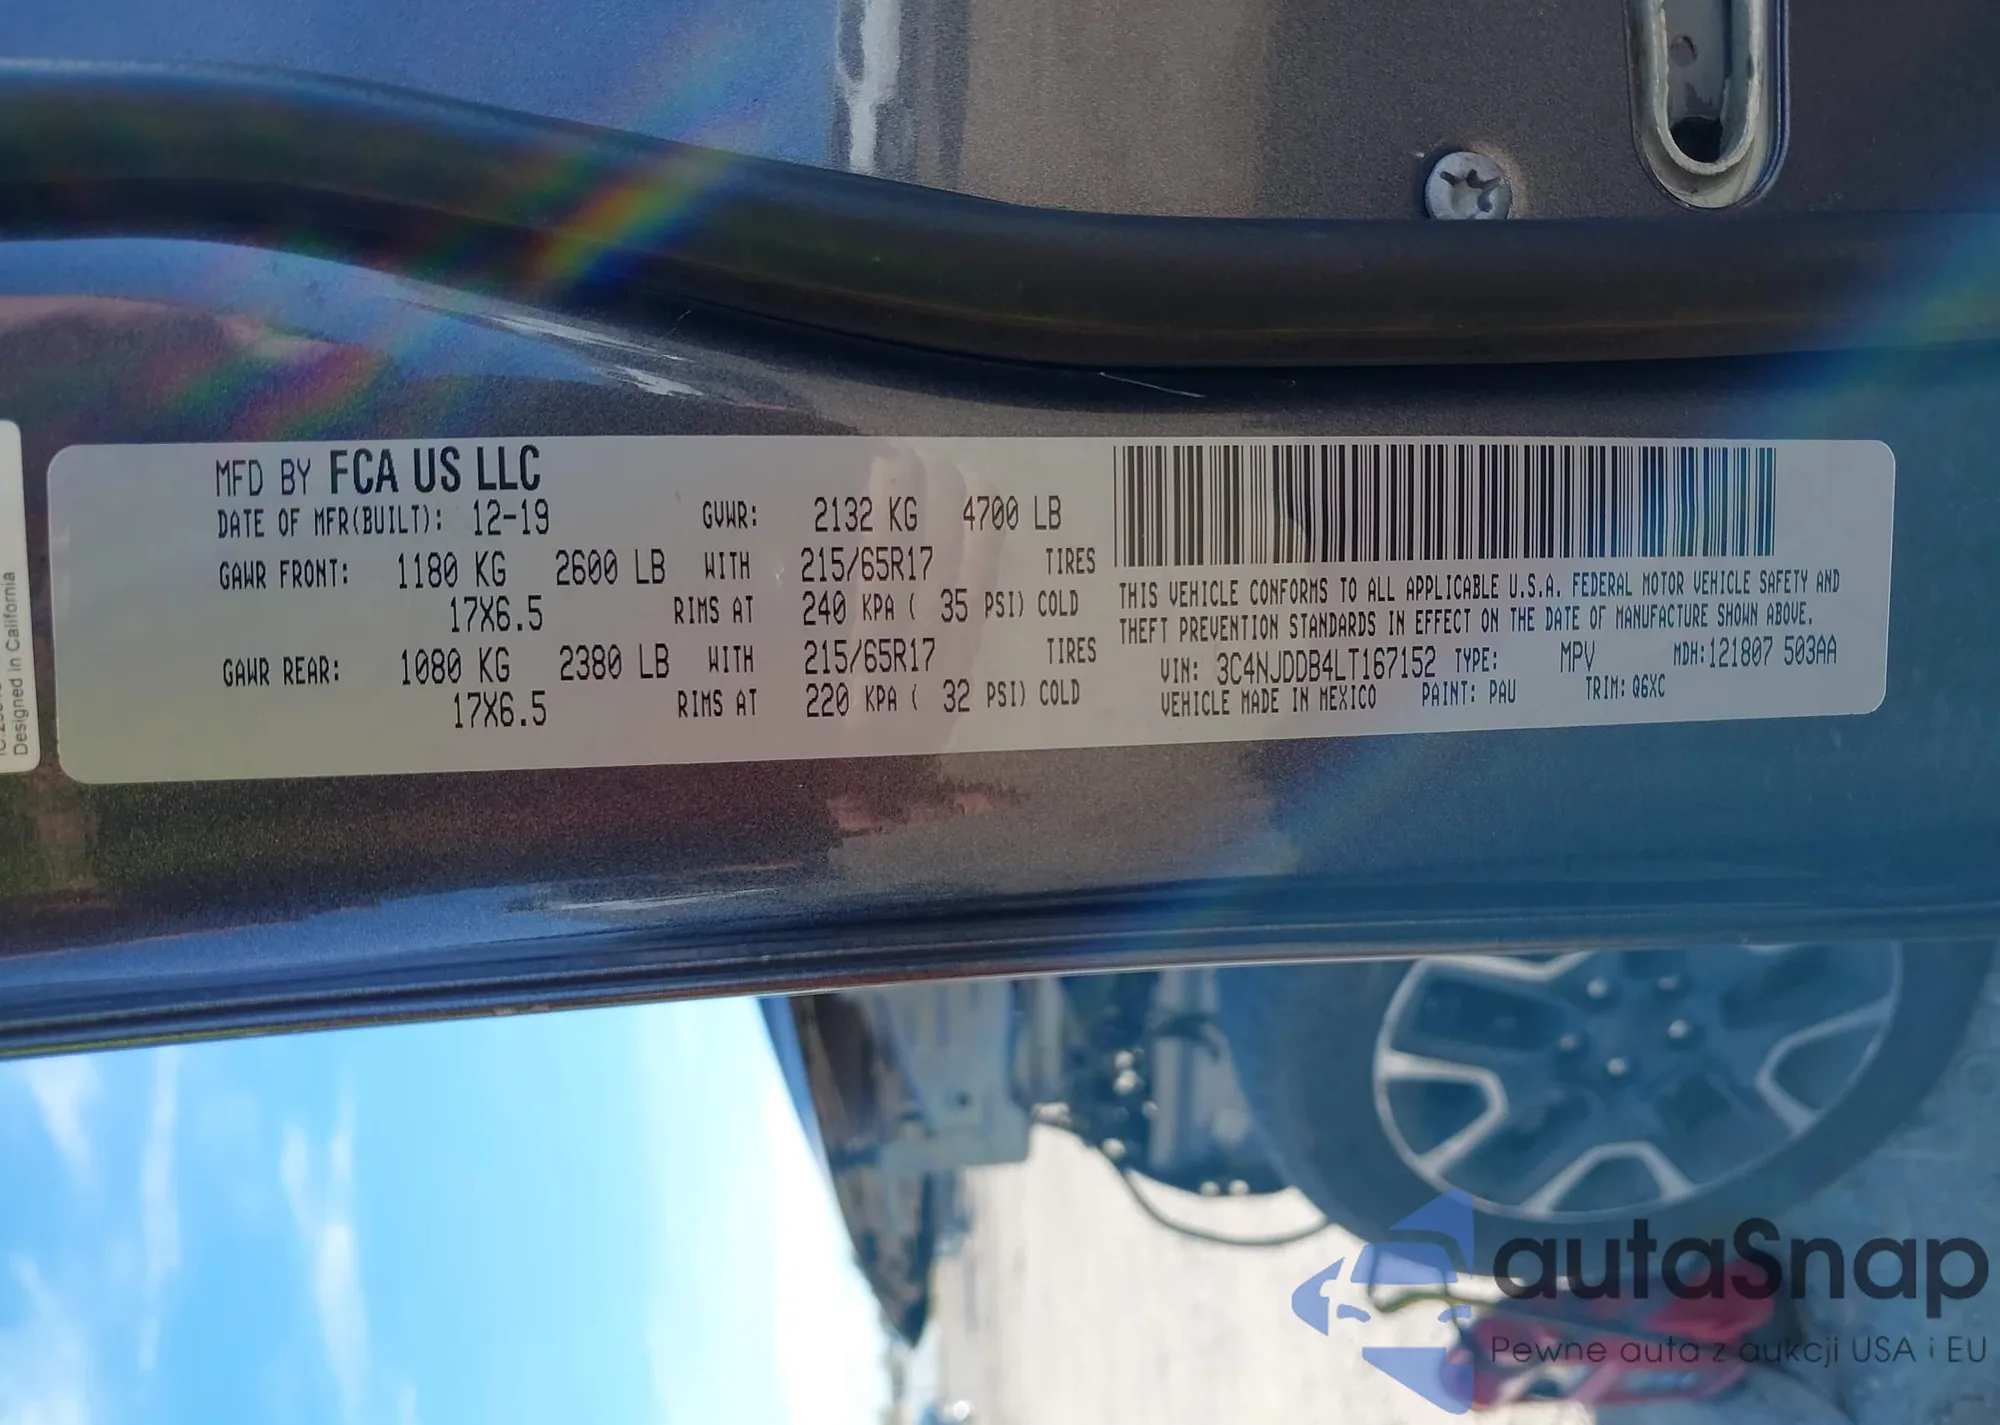 MFD BY FCA US LLC
DATE OF MFR(BUILT): 12-19 GVWR: 2132 KG 4700 LB
GAWR FRONT: 1180 KG 2600 LB WITH 215/65R17 TIRES
17X6.5 RIMS AT 240 KPA ( 35 PSI) COLD
GAWR REAR: 1080 KG 2380 LB WITH 215/65R17 TIRES
17X6.5 RIMS AT 220 KPA ( 32 PSI) COLD
THIS VEHICLE CONFORMS TO ALL APPLICABLE U.S.A. FEDERAL MOTOR VEHICLE SAFETY AND
THEFT PREVENTION STANDARDS IN EFFECT ON THE DATE OF MANUFACTURE SHOWN ABOVE.
VIN: 3C4NJDDB4LT167152 TYPE: MPV MDH:121807 503AA
VEHICLE MADE IN MEXICO PAINT: PAU TRIM: Q6XC
Designed in California
autaSnap
Pewne auta z aukcji USA i EU